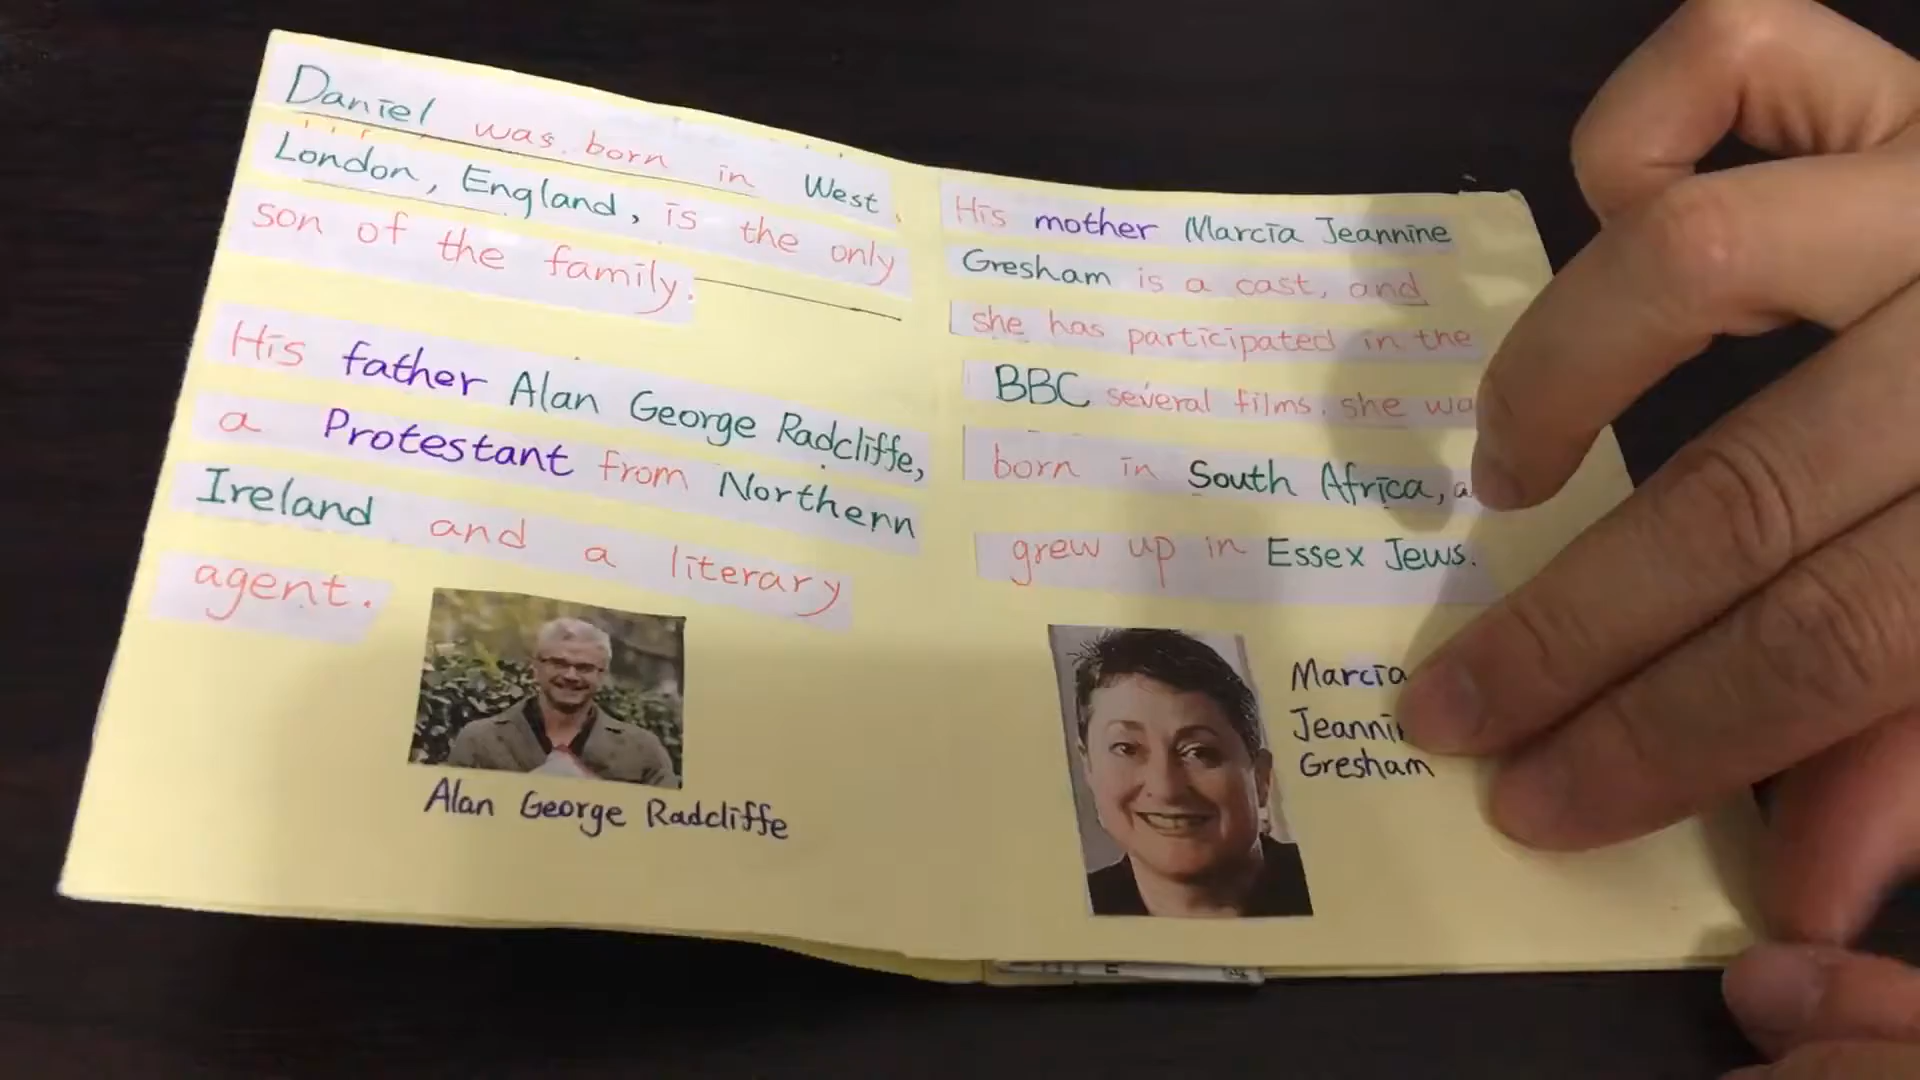 Daniel was born in West
London, England, is the only
son of the family.
His father Alan George Radcliffe,
a Protestant from Northern
Ireland and a literary
agent.
Alan George Radcliffe
His mother Marcia Jeannine
Gresham is a cast, and
she has participated in the
BBC several films. she wa
born in South Africa, a
grew up in Essex Jews.
Marcia
Jeannin
Gresham